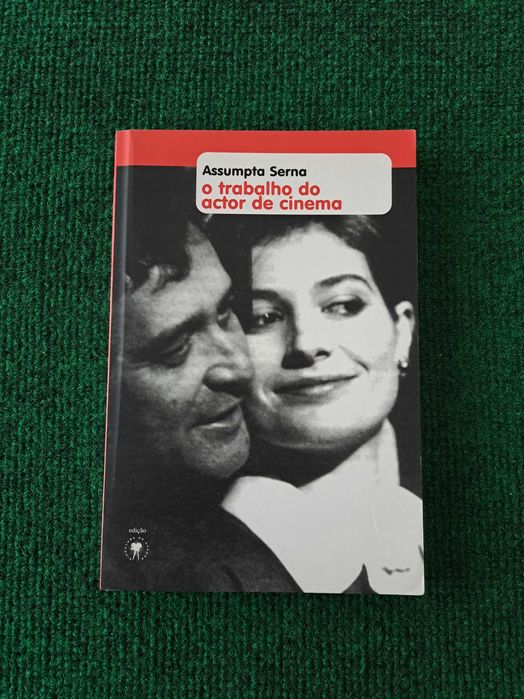 Assumpta Serna
o trabalho do
actor de cinema
edição